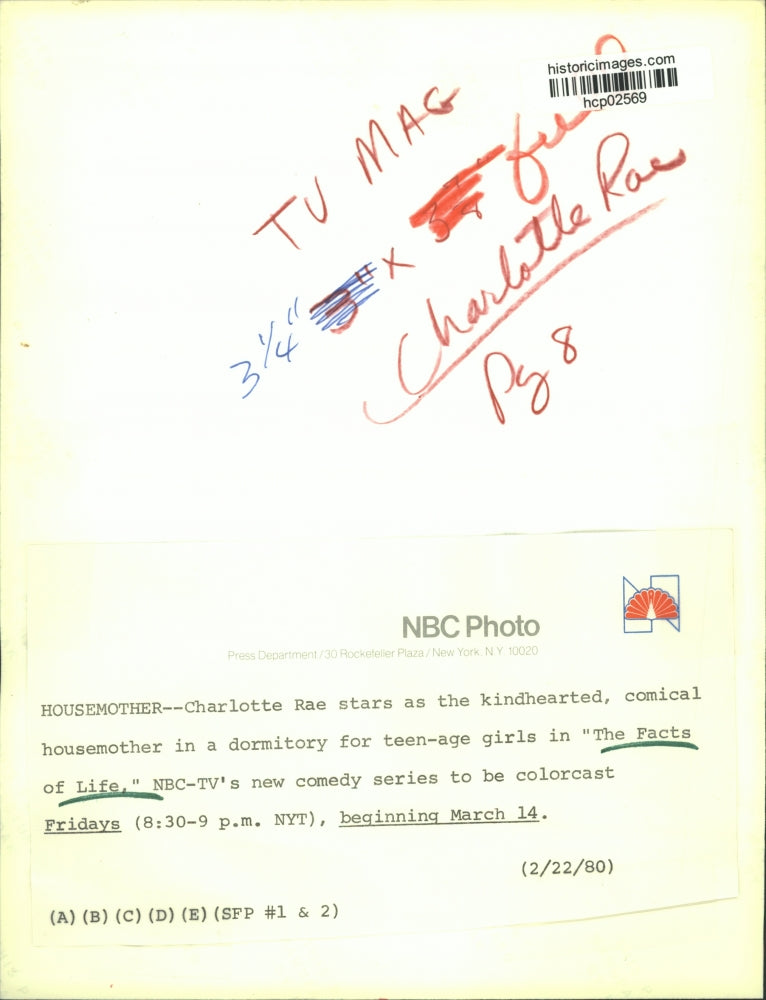 historicimages.com
hcp02569
TV MAG
3 1/4" 3" x
Charlotte Rae
Pg 8
NBC Photo
Press Department / 30 Rockefeller Plaza / New York, N.Y. 10020
HOUSEMOTHER--Charlotte Rae stars as the kindhearted, comical
housemother in a dormitory for teen-age girls in "The Facts
of Life," NBC-TV's new comedy series to be colorcast
Fridays (8:30-9 p.m. NYT), beginning March 14.
(2/22/80)
(A)(B)(C)(D)(E)(SFP #1 & 2)